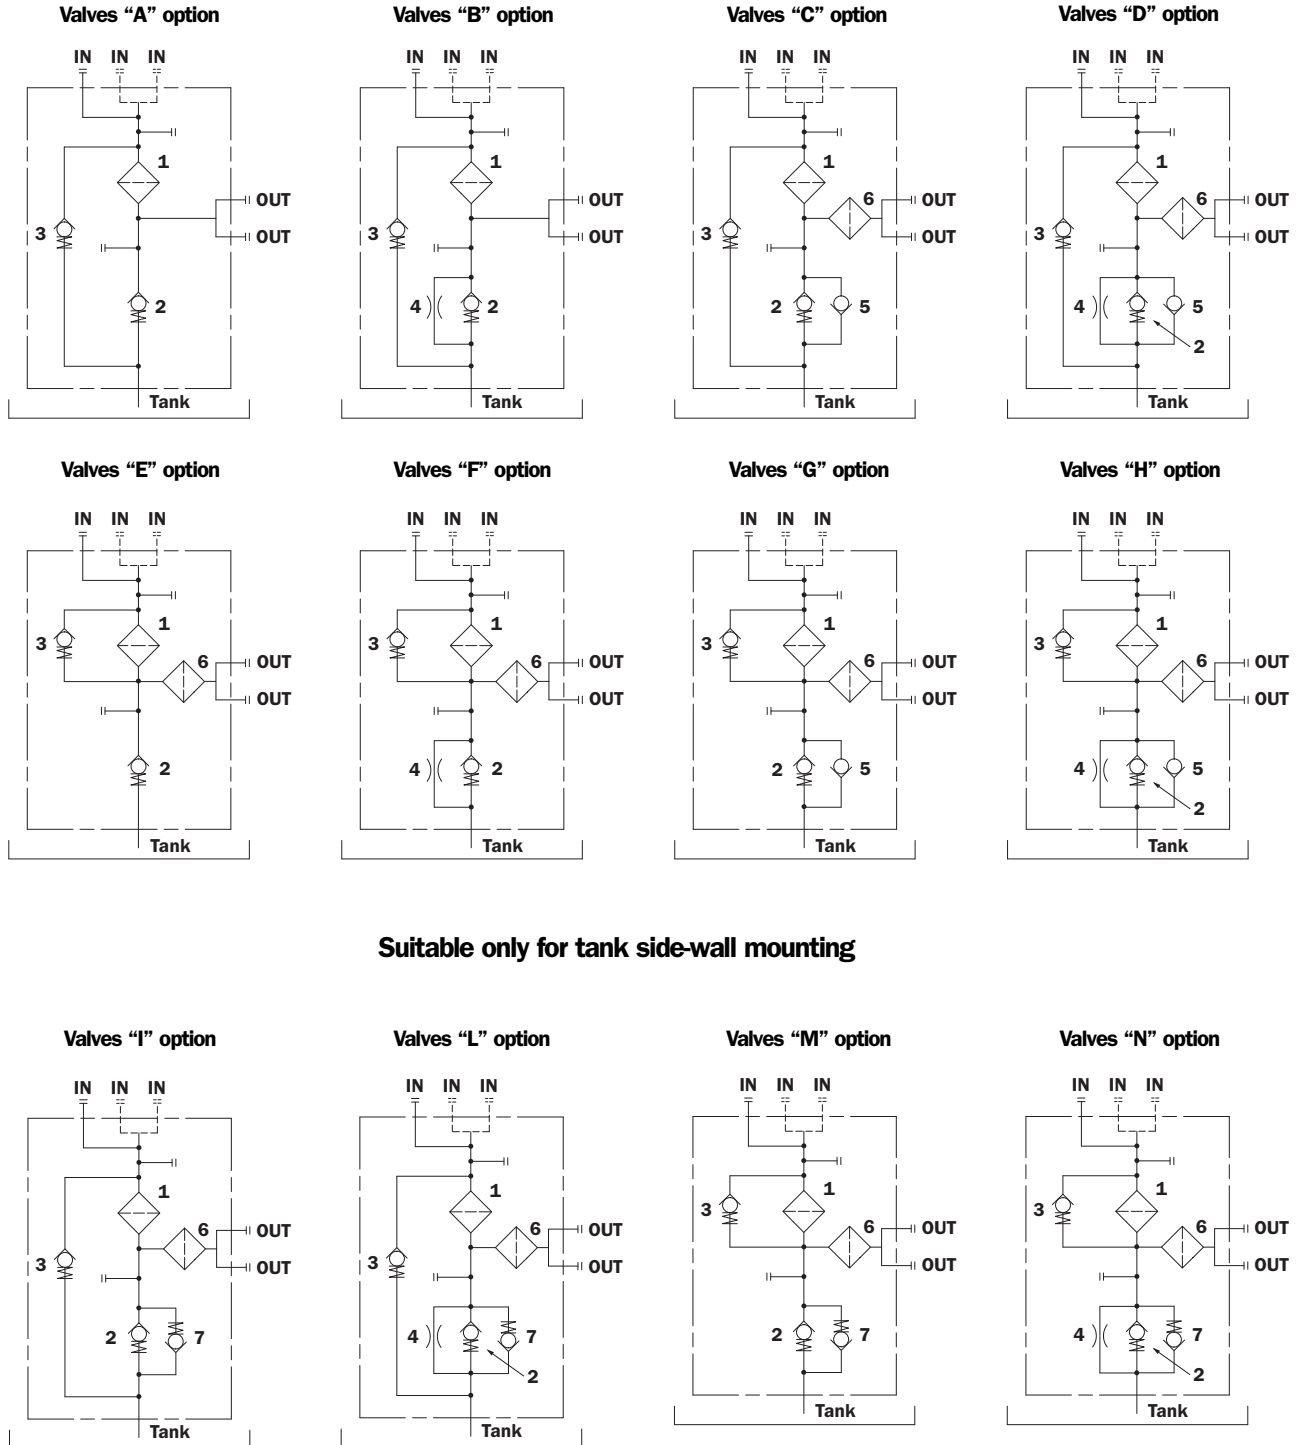 Valves “A” option Valves “B” option Valves “C” option Valves “D” option
IN IN IN IN IN IN IN IN IN IN IN IN
1 1 1 1
OUT OUT 6 OUT 6 OUT
3 OUT 3 OUT 3 OUT 3 OUT
2 4 2 2 5 4 5
2
Tank Tank Tank Tank
Valves “E” option Valves “F” option Valves “G” option Valves “H” option
IN IN IN IN IN IN IN IN IN IN IN IN
1 1 1 1
3 3 3 3
6 OUT 6 OUT 6 OUT 6 OUT
OUT OUT OUT OUT
2 4 2 2 5 4 5
2
Tank Tank Tank Tank
Suitable only for tank side-wall mounting
Valves “I” option Valves “L” option Valves “M” option Valves “N” option
IN IN IN IN IN IN IN IN IN IN IN IN
1 1 1 1
3 3
6 OUT 6 OUT 6 OUT 6 OUT
3 OUT 3 OUT OUT OUT
2 7 4 7 2 7 4 7
2 2
Tank Tank Tank Tank